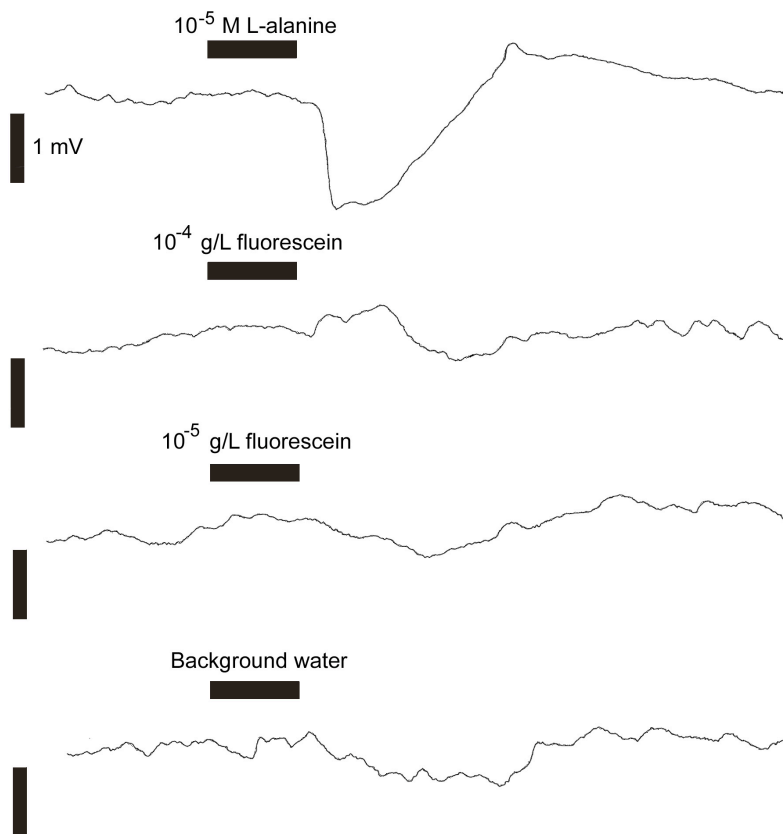 10⁻⁵ M L-alanine
1 mV
10⁻⁴ g/L fluorescein
10⁻⁵ g/L fluorescein
Background water